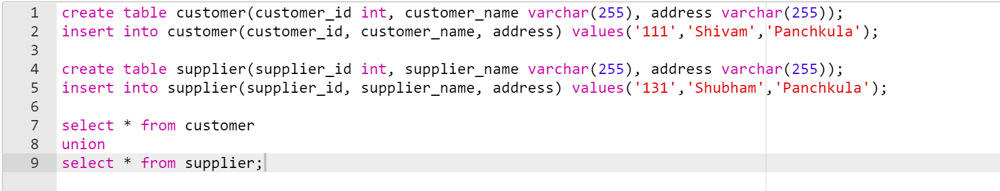 1 create table customer(customer_id int, customer_name varchar(255), address varchar(255));
2 insert into customer(customer_id, customer_name, address) values('111','Shivam','Panchkula');
3
4 create table supplier(supplier_id int, supplier_name varchar(255), address varchar(255));
5 insert into supplier(supplier_id, supplier_name, address) values('131','Shubham','Panchkula');
6
7 select * from customer
8 union
9 select * from supplier;